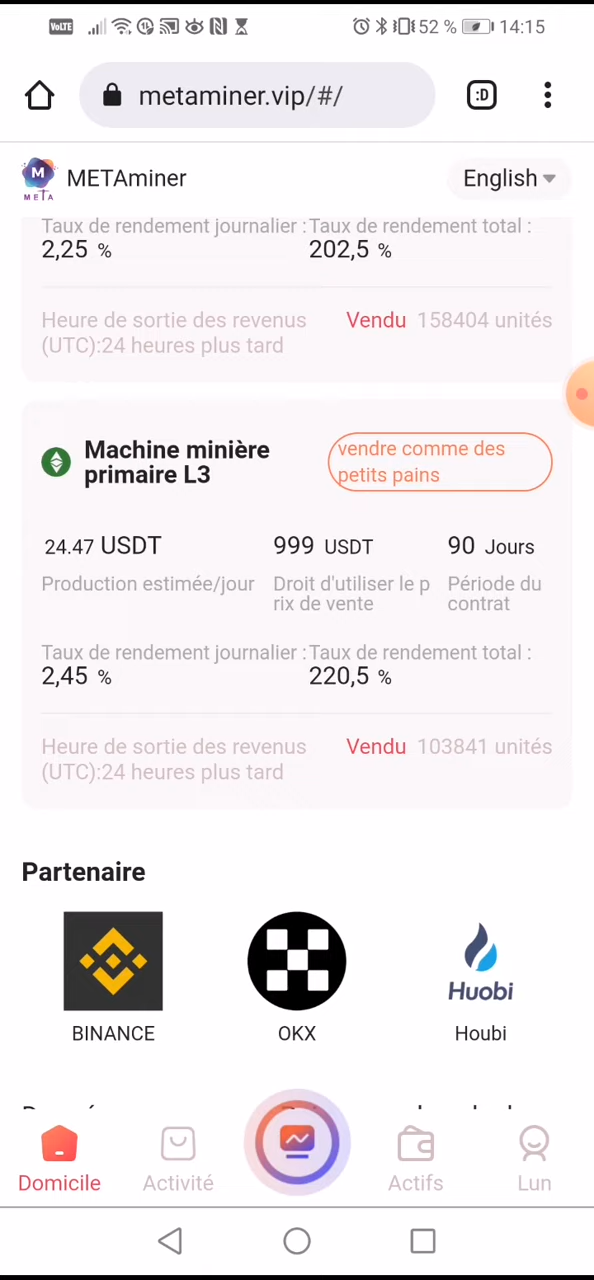 VoLTE 52 % 14:15
metaminer.vip/#/ :D
M
META
METAminer English
Taux de rendement journalier : Taux de rendement total :
2,25 % 202,5 %
Heure de sortie des revenus Vendu 158404 unités
(UTC):24 heures plus tard
Machine minière
primaire L3
vendre comme des
petits pains
24.47 USDT 999 USDT 90 Jours
Production estimée/jour Droit d'utiliser le p Période du
rix de vente contrat
Taux de rendement journalier : Taux de rendement total :
2,45 % 220,5 %
Heure de sortie des revenus Vendu 103841 unités
(UTC):24 heures plus tard
Partenaire
Huobi
BINANCE OKX Houbi
Domicile Activité Actifs Lun